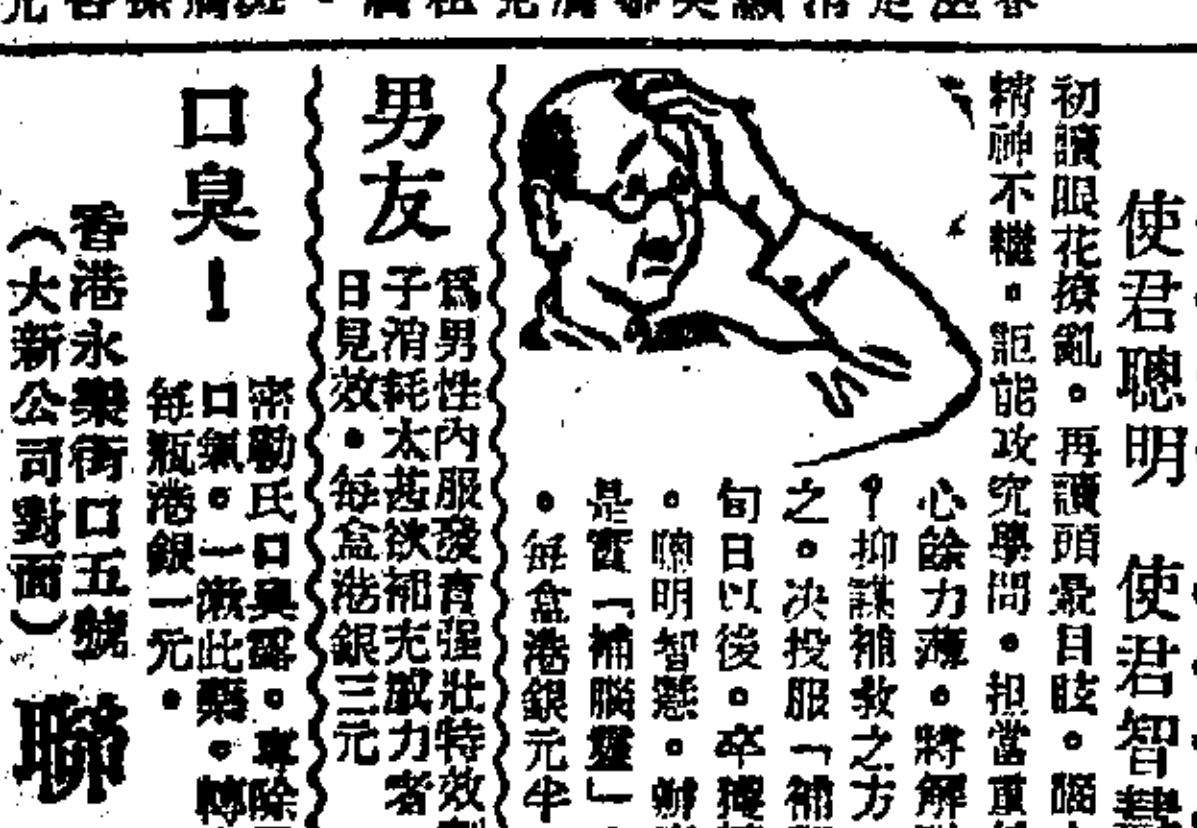 使君聰明 使君智慧
初讀眼花撩亂。再讀頭暈目眩。腦
精神不繼。詎能攻究學問。担當重
心餘力薄。將解
！抑謀補救之方
之。決投服「補
旬日以後。卒獲
明智慧。辦
是「補腦靈」
。每盒港銀元半
男友
為男性內服發育强壯特效
子消耗太甚欲補充力者
日見效。每盒港銀三元
口臭！
密勒氏口臭露。專除
口氣。一漱此藥。轉
每瓶港銀一元。
香港永樂街口五號
（大新公司對面）
聯